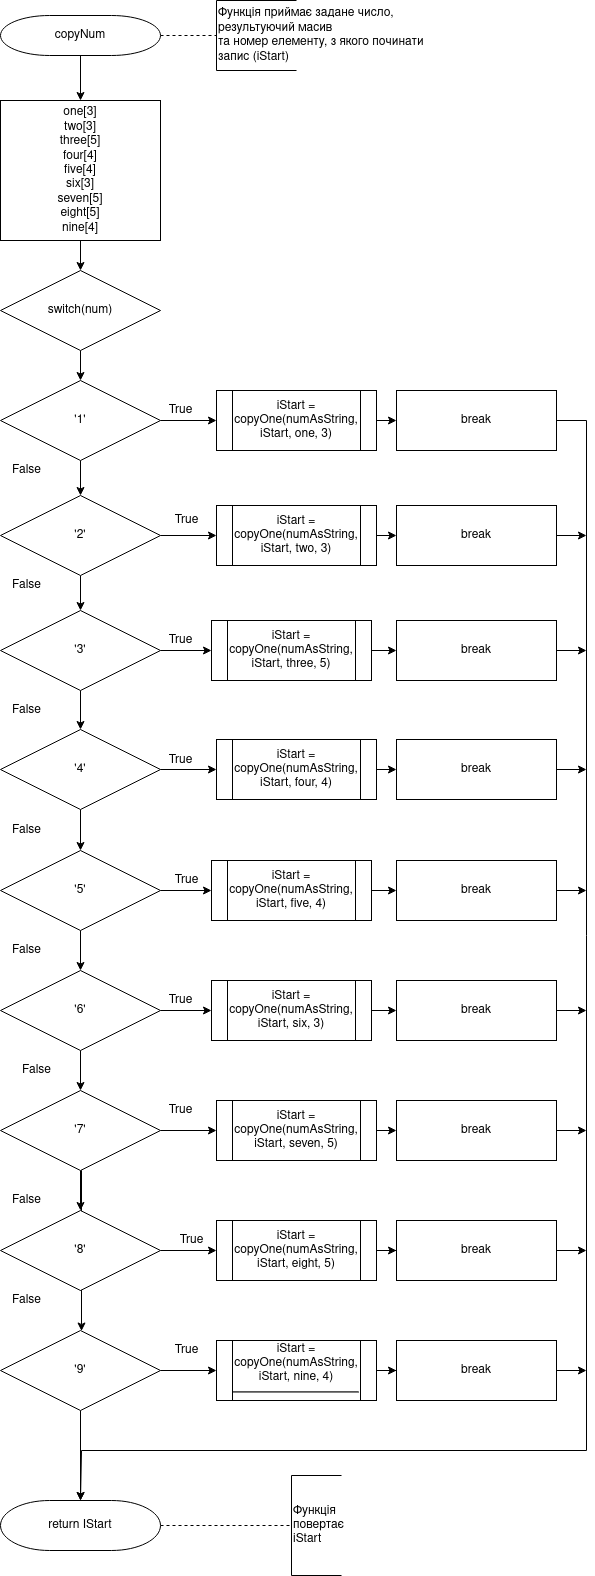 copyNum
Функція приймає задане число,
результуючий масив
та номер елементу, з якого починати
запис (iStart)
one[3]
two[3]
three[5]
four[4]
five[4]
six[3]
seven[5]
eight[5]
nine[4]
switch(num)
'1'
True
iStart =
copyOne(numAsString,
iStart, one, 3)
break
False
'2'
True
iStart =
copyOne(numAsString,
iStart, two, 3)
break
False
'3'
True
iStart =
copyOne(numAsString,
iStart, three, 5)
break
False
'4'
True
iStart =
copyOne(numAsString,
iStart, four, 4)
break
False
'5'
True
iStart =
copyOne(numAsString,
iStart, five, 4)
break
False
'6'
True
iStart =
copyOne(numAsString,
iStart, six, 3)
break
False
'7'
True
iStart =
copyOne(numAsString,
iStart, seven, 5)
break
False
'8'
True
iStart =
copyOne(numAsString,
iStart, eight, 5)
break
False
'9'
True
iStart =
copyOne(numAsString,
iStart, nine, 4)
break
return IStart
Функція
повертає
iStart